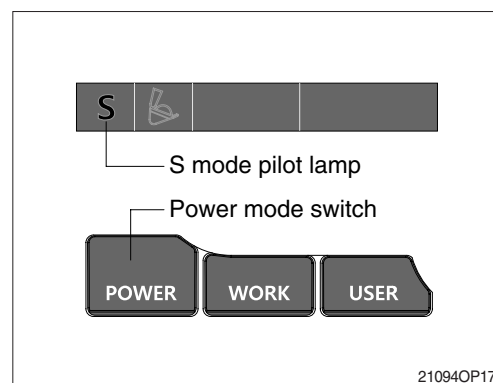 S
S mode pilot lamp
Power mode switch
POWER WORK USER
21094OP17